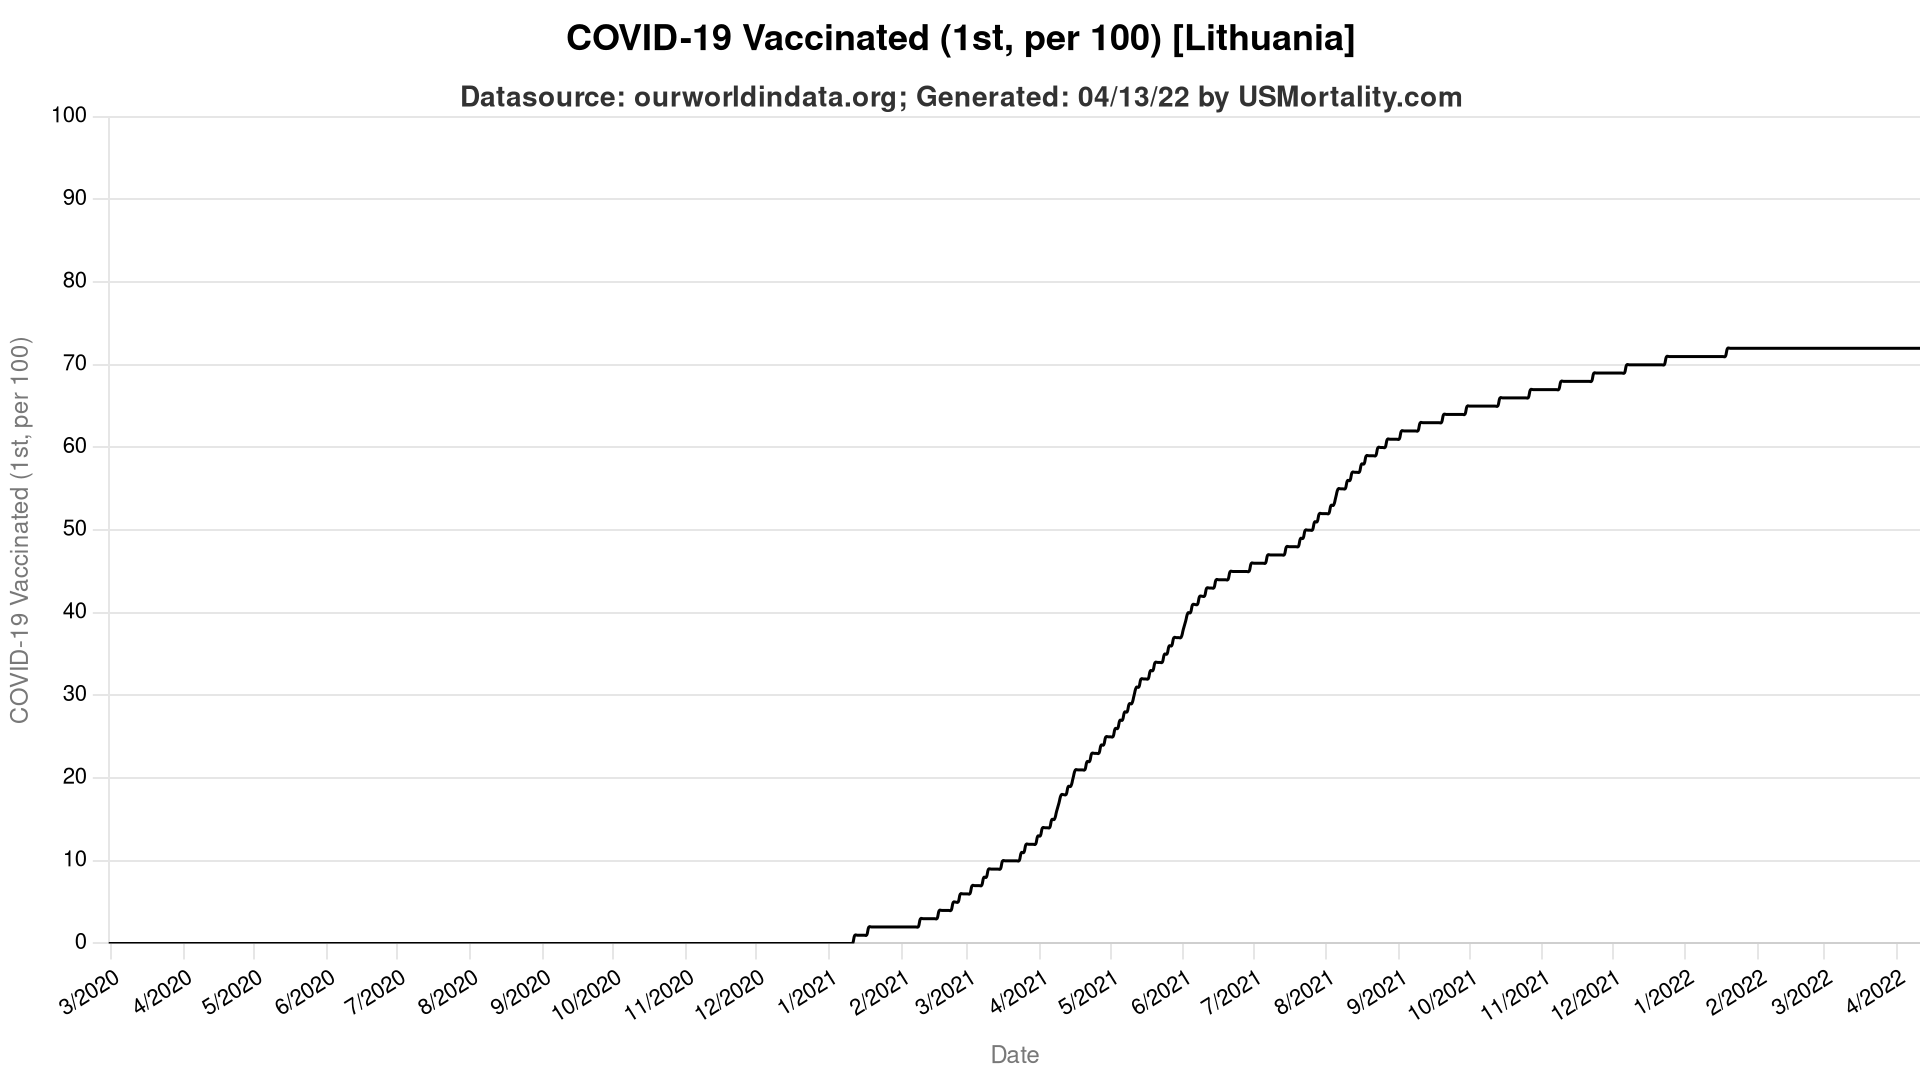 COVID-19 Vaccinated (1st, per 100) [Lithuania]
Datasource: ourworldindata.org; Generated: 04/13/22 by USMortality.com
COVID-19 Vaccinated (1st, per 100)
100
90
80
70
60
50
40
30
20
10
0
3/2020 4/2020 5/2020 6/2020 7/2020 8/2020 9/2020 10/2020 11/2020 12/2020 1/2021 2/2021 3/2021 4/2021 5/2021 6/2021 7/2021 8/2021 9/2021 10/2021 11/2021 12/2021 1/2022 2/2022 3/2022 4/2022
Date